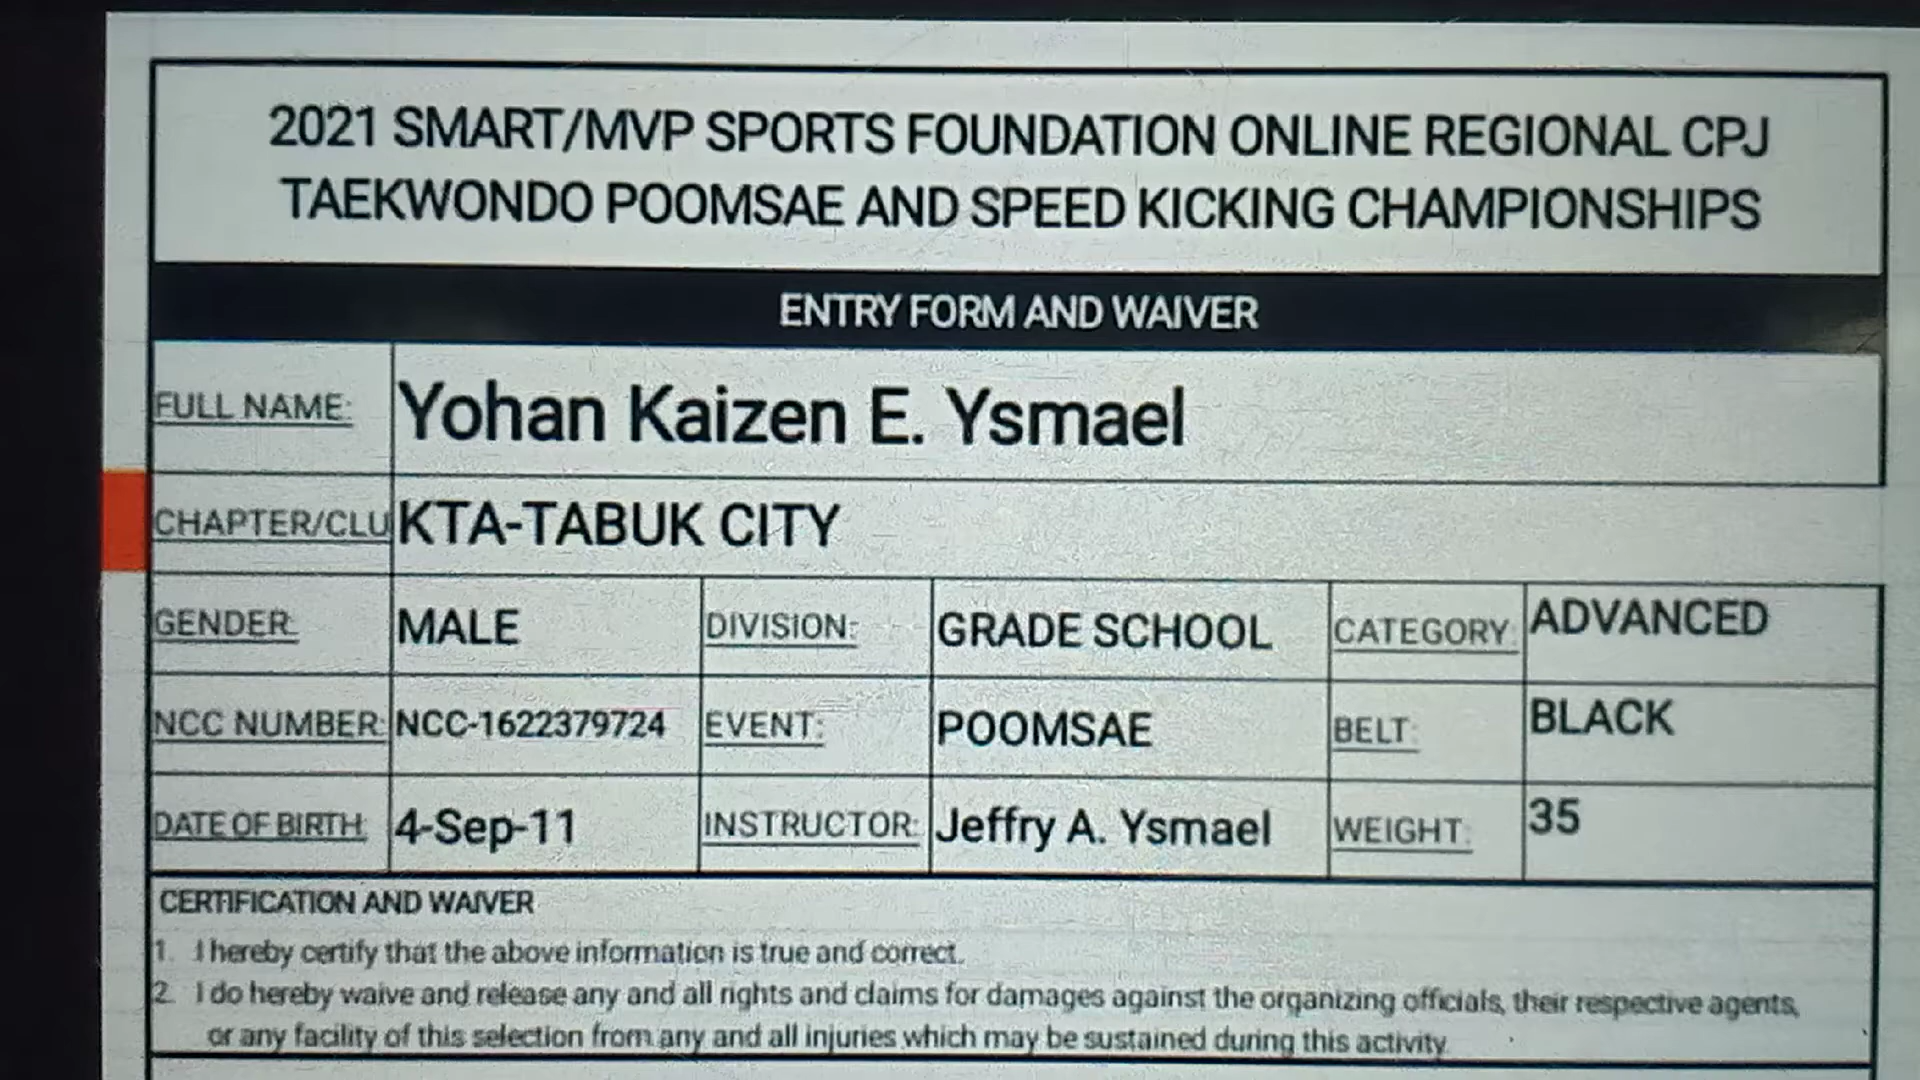 2021 SMART/MVP SPORTS FOUNDATION ONLINE REGIONAL CPJ
TAEKWONDO POOMSAE AND SPEED KICKING CHAMPIONSHIPS
ENTRY FORM AND WAIVER
FULL NAME: Yohan Kaizen E. Ysmael
CHAPTER/CLU KTA-TABUK CITY
GENDER: MALE DIVISION: GRADE SCHOOL CATEGORY: ADVANCED
NCC NUMBER: NCC-1622379724 EVENT: POOMSAE BELT: BLACK
DATE OF BIRTH: 4-Sep-11 INSTRUCTOR: Jeffry A. Ysmael WEIGHT: 35
CERTIFICATION AND WAIVER
1. I hereby certify that the above information is true and correct.
2. I do hereby waive and release any and all rights and claims for damages against the organizing officials, their respective agents,
or any facility of this selection from any and all injuries which may be sustained during this activity.